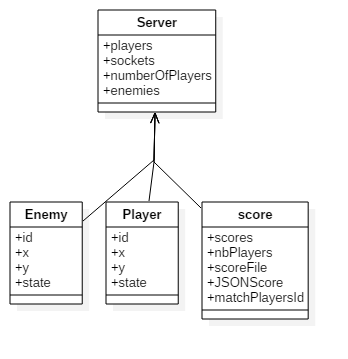 Server
+players
+sockets
+numberOfPlayers
+enemies
Enemy
+id
+x
+y
+state
Player
+id
+x
+y
+state
score
+scores
+nbPlayers
+scoreFile
+JSONScore
+matchPlayersId